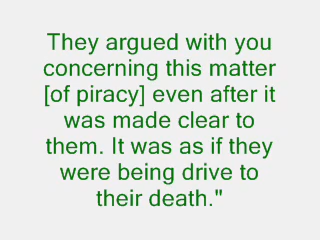 They argued with you
concerning this matter
[of piracy] even after it
was made clear to
them. It was as if they
were being drive to
their death."